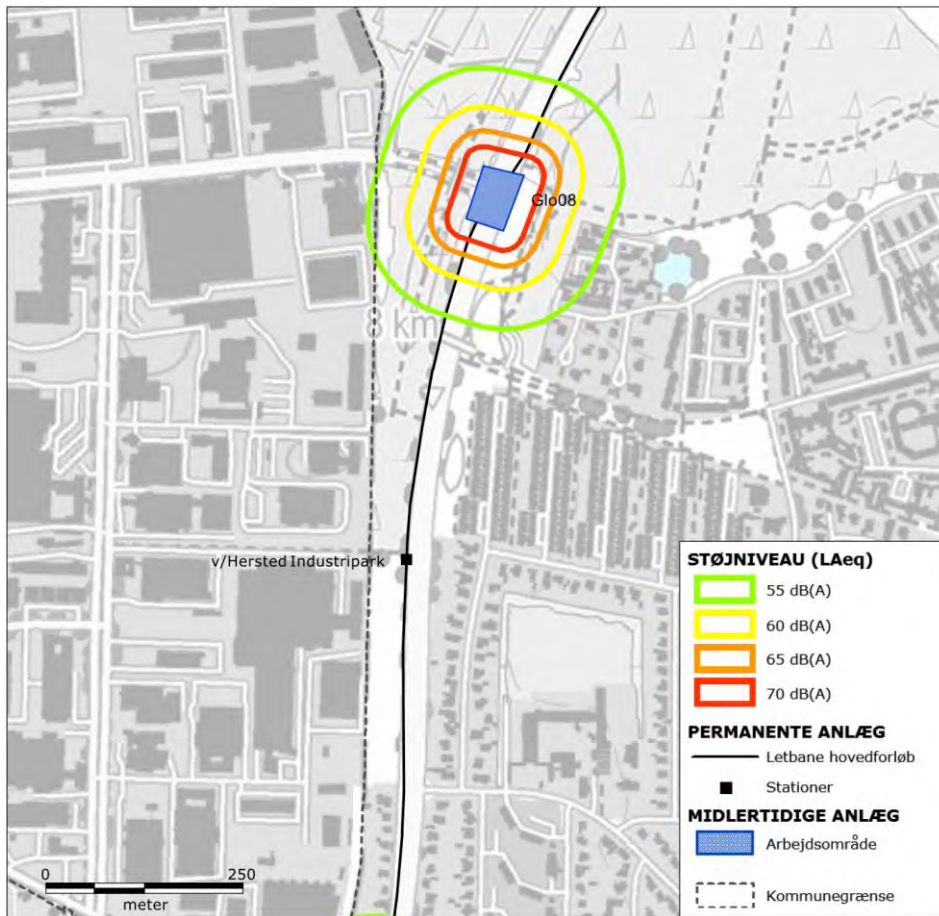 Glo08
8 km
v/Hersted Industripark
STØJNIVEAU (LAeq)
55 dB(A)
60 dB(A)
65 dB(A)
70 dB(A)
PERMANENTE ANLÆG
Letbane hovedforløb
Stationer
MIDLERTIDIGE ANLÆG
Arbejdsområde
Kommunegrænse
0 250
meter